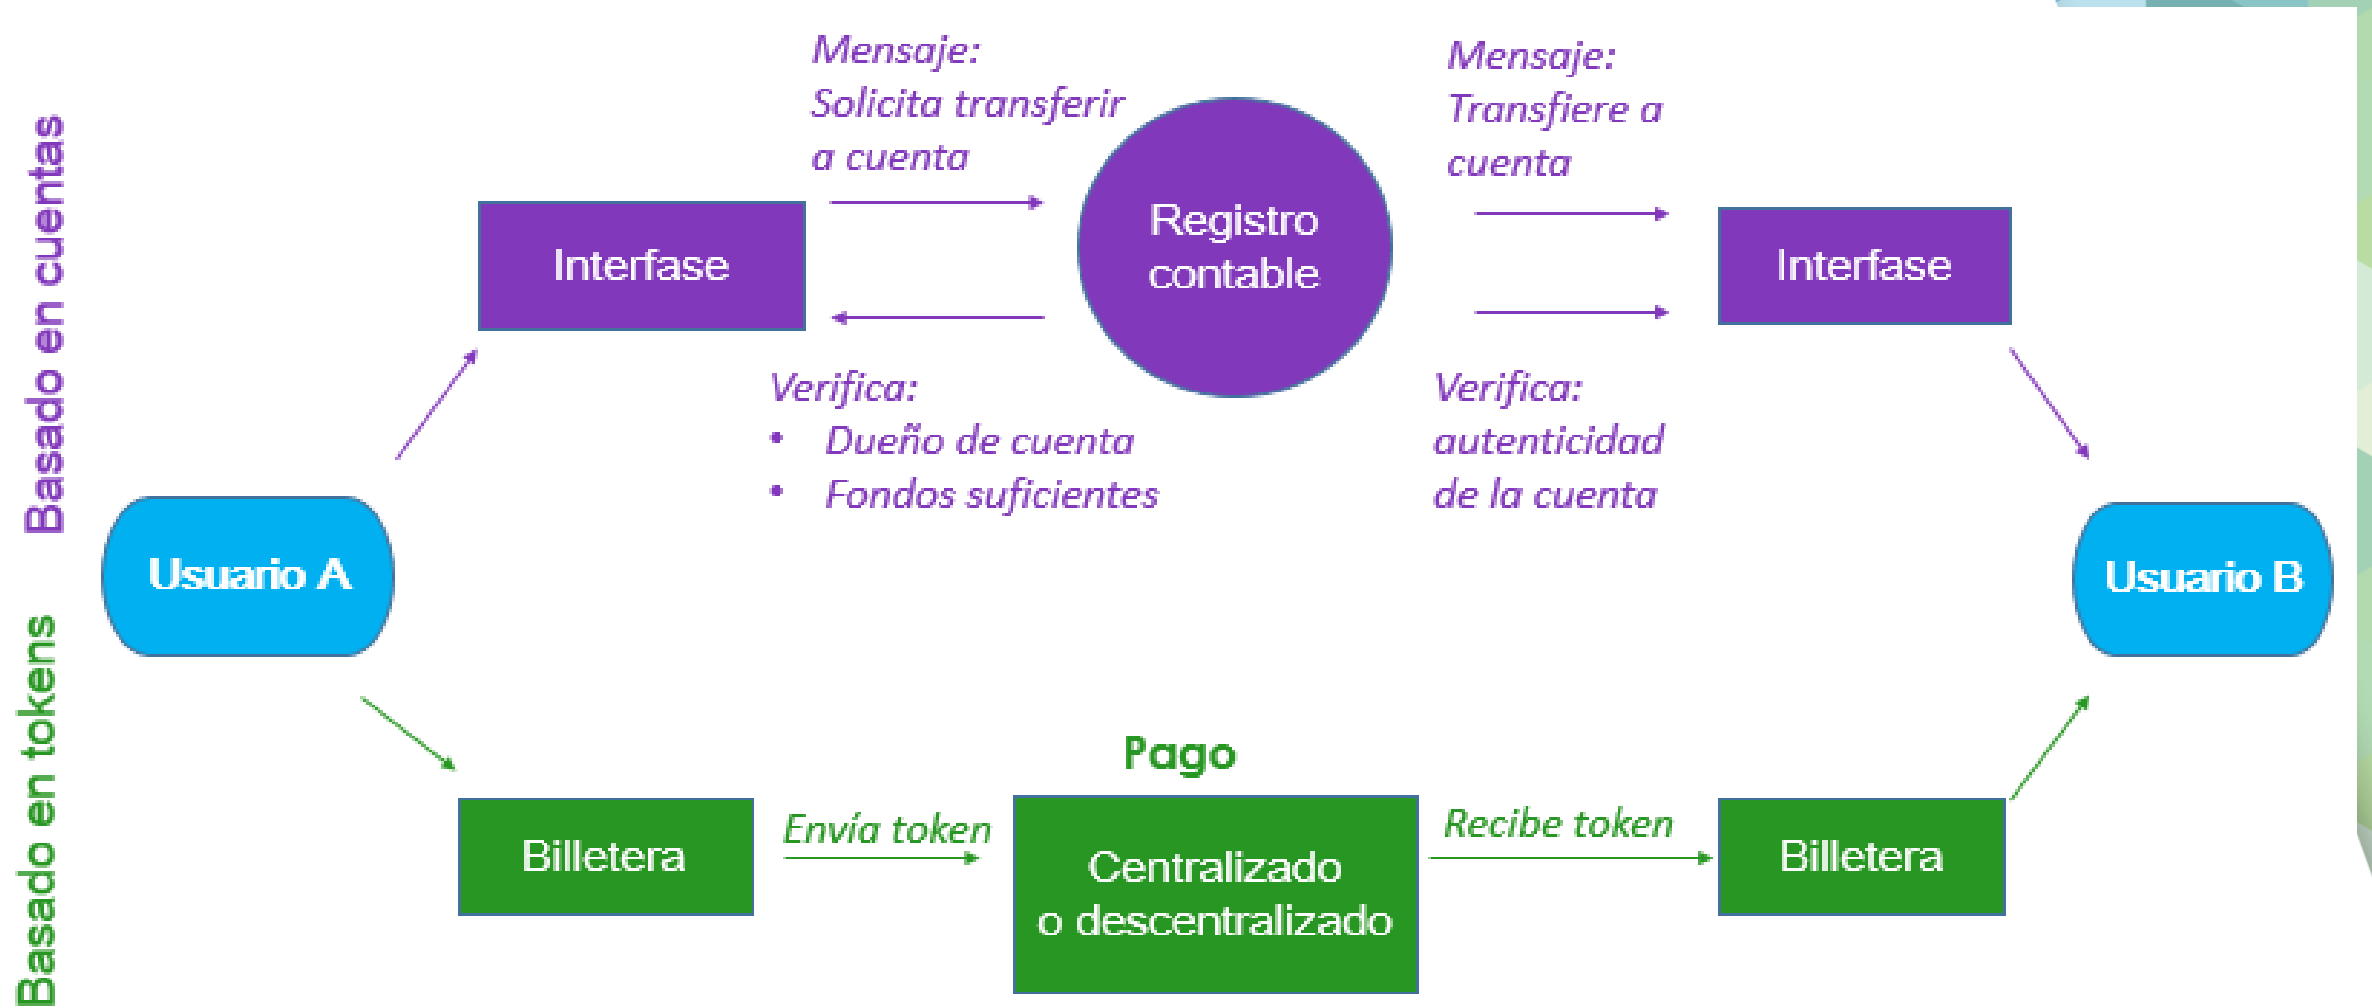 Basado en cuentas
Mensaje:
Solicita transferir
a cuenta
Mensaje:
Transfiere a
cuenta
Interfase
Registro
contable
Interfase
Verifica:
• Dueño de cuenta
• Fondos suficientes
Verifica:
autenticidad
de la cuenta
Usuario A
Usuario B
Basado en tokens
Pago
Billetera
Envía token
Centralizado
o descentralizado
Recibe token
Billetera